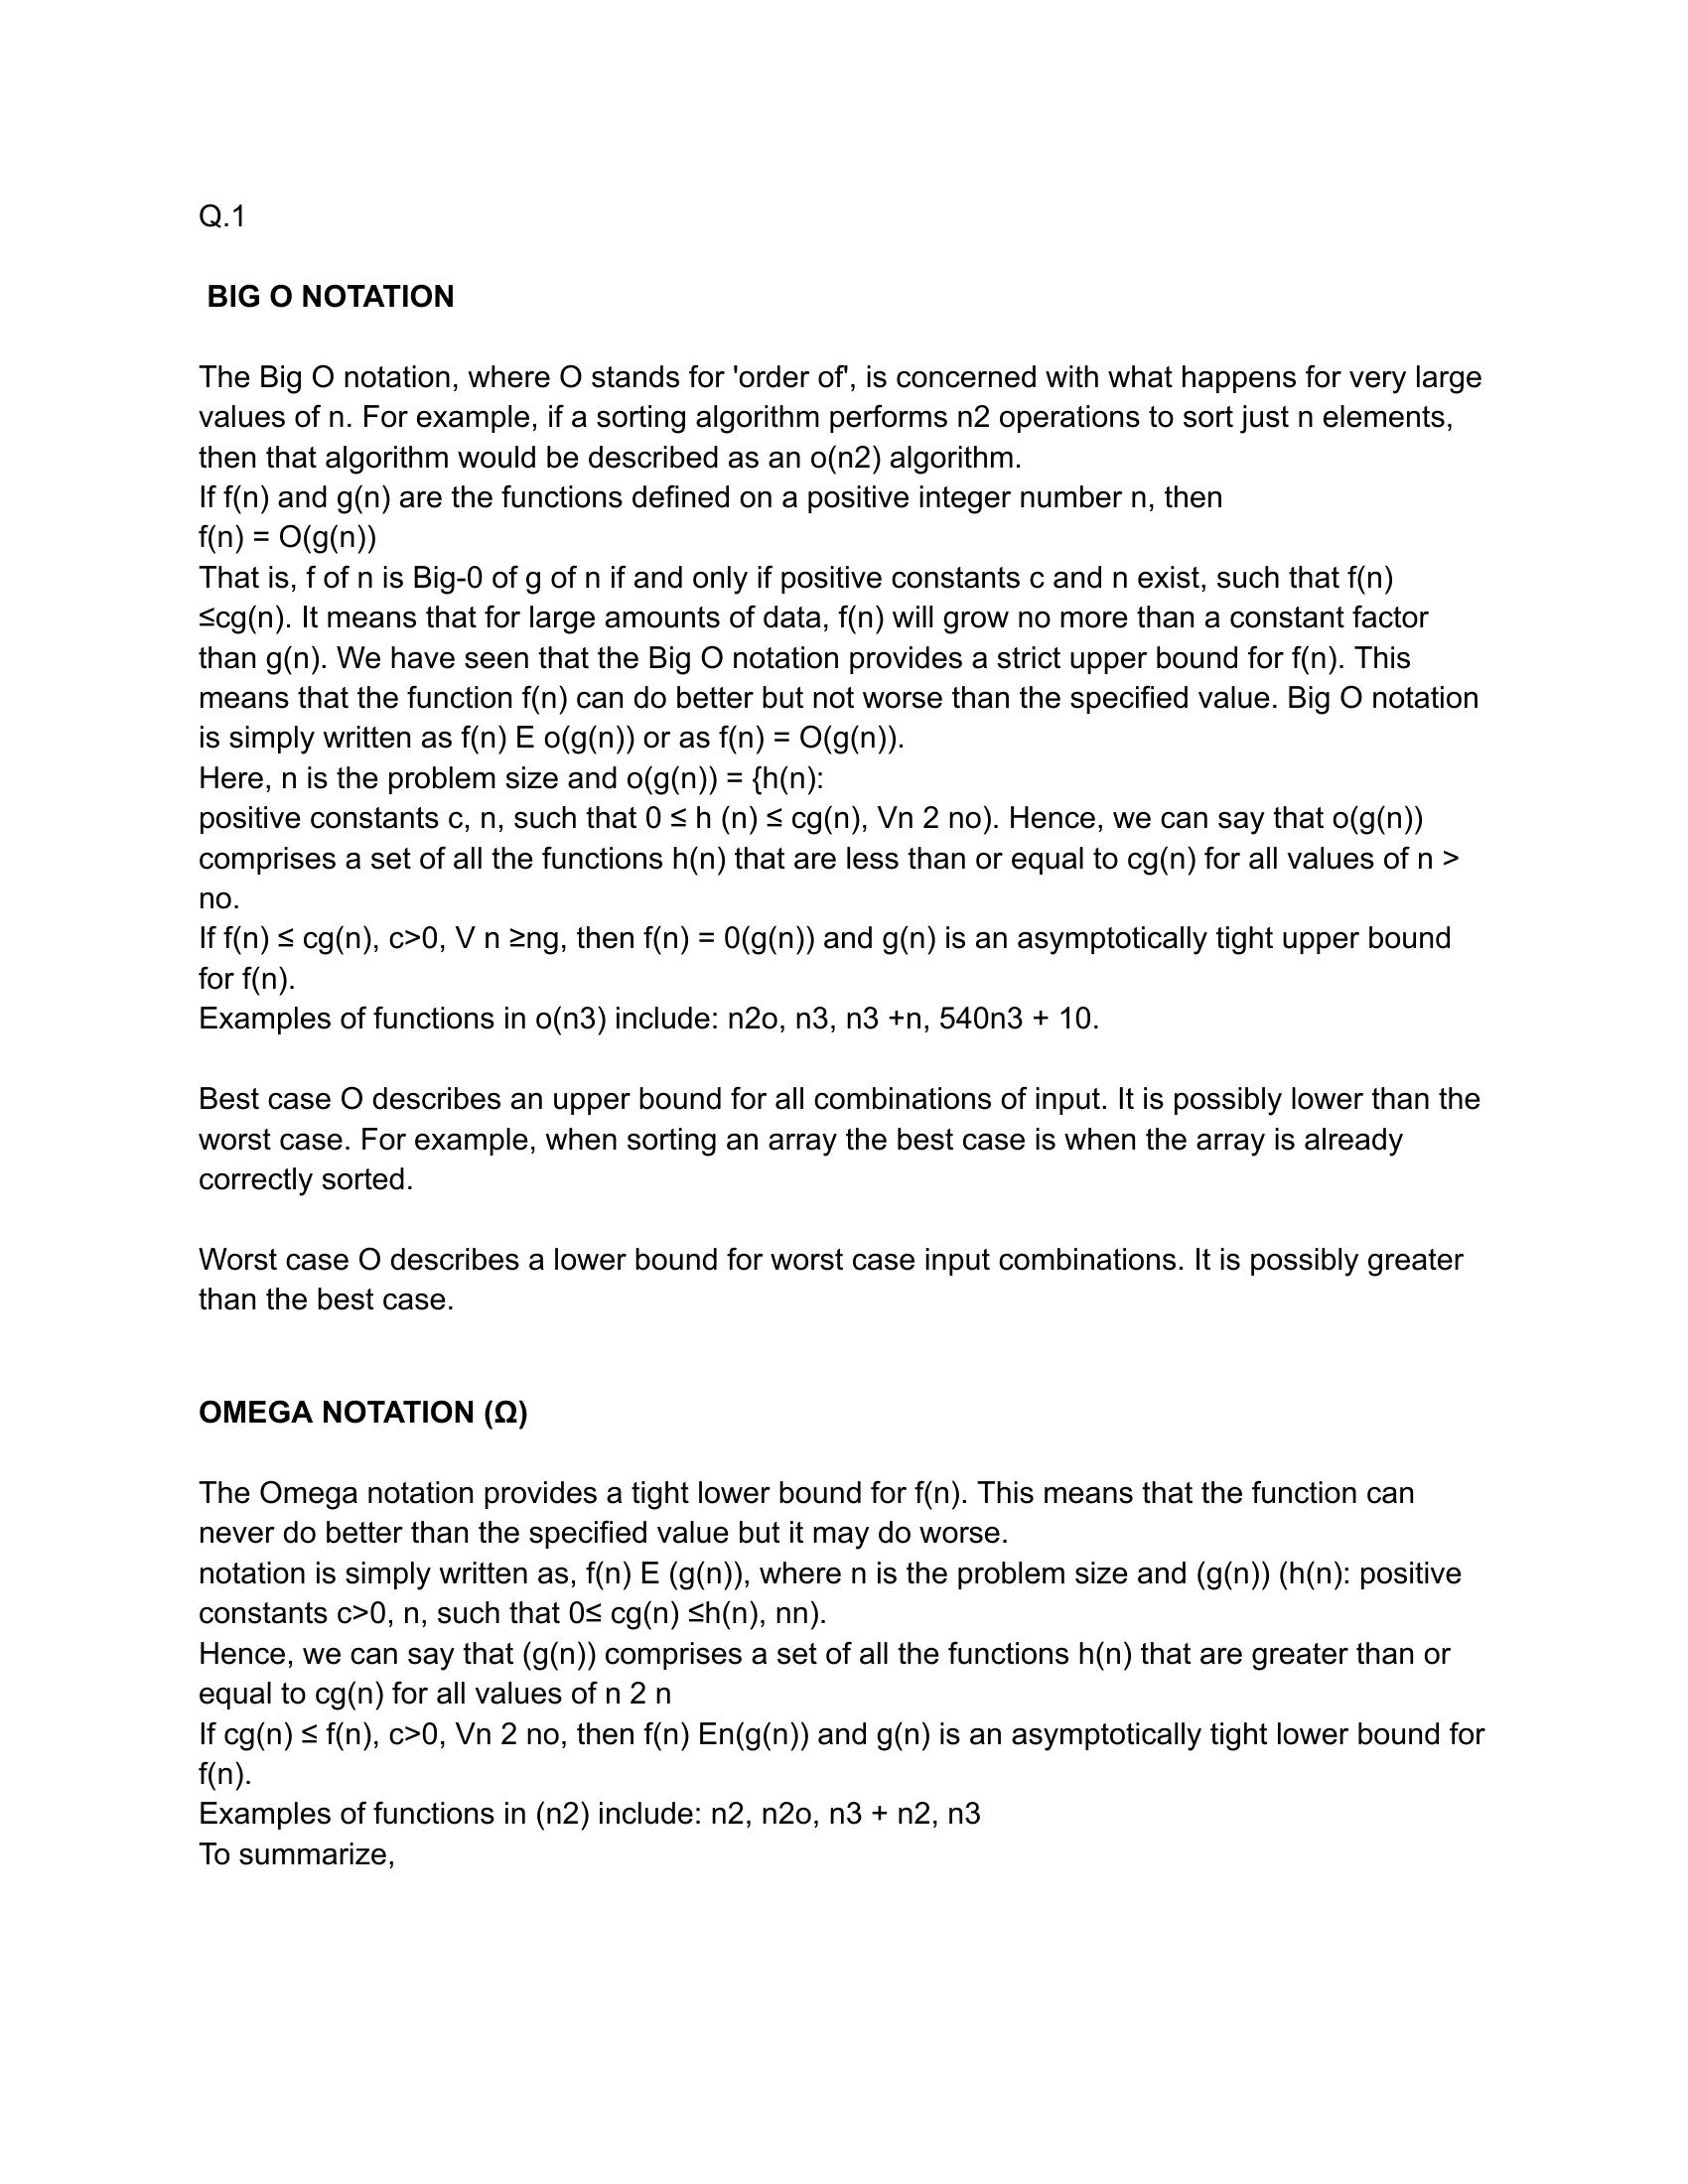 Q.1
BIG O NOTATION
The Big O notation, where O stands for 'order of', is concerned with what happens for very large
values of n. For example, if a sorting algorithm performs n2 operations to sort just n elements,
then that algorithm would be described as an o(n2) algorithm.
If f(n) and g(n) are the functions defined on a positive integer number n, then
f(n) = O(g(n))
That is, f of n is Big-0 of g of n if and only if positive constants c and n exist, such that f(n)
≤cg(n). It means that for large amounts of data, f(n) will grow no more than a constant factor
than g(n). We have seen that the Big O notation provides a strict upper bound for f(n). This
means that the function f(n) can do better but not worse than the specified value. Big O notation
is simply written as f(n) E o(g(n)) or as f(n) = O(g(n)).
Here, n is the problem size and o(g(n)) = {h(n):
positive constants c, n, such that 0 ≤ h (n) ≤ cg(n), Vn 2 no). Hence, we can say that o(g(n))
comprises a set of all the functions h(n) that are less than or equal to cg(n) for all values of n >
no.
If f(n) ≤ cg(n), c>0, V n ≥ng, then f(n) = 0(g(n)) and g(n) is an asymptotically tight upper bound
for f(n).
Examples of functions in o(n3) include: n2o, n3, n3 +n, 540n3 + 10.
Best case O describes an upper bound for all combinations of input. It is possibly lower than the
worst case. For example, when sorting an array the best case is when the array is already
correctly sorted.
Worst case O describes a lower bound for worst case input combinations. It is possibly greater
than the best case.
OMEGA NOTATION (Ω)
The Omega notation provides a tight lower bound for f(n). This means that the function can
never do better than the specified value but it may do worse.
notation is simply written as, f(n) E (g(n)), where n is the problem size and (g(n)) (h(n): positive
constants c>0, n, such that 0≤ cg(n) ≤h(n), nn).
Hence, we can say that (g(n)) comprises a set of all the functions h(n) that are greater than or
equal to cg(n) for all values of n 2 n
If cg(n) ≤ f(n), c>0, Vn 2 no, then f(n) En(g(n)) and g(n) is an asymptotically tight lower bound for
f(n).
Examples of functions in (n2) include: n2, n2o, n3 + n2, n3
To summarize,